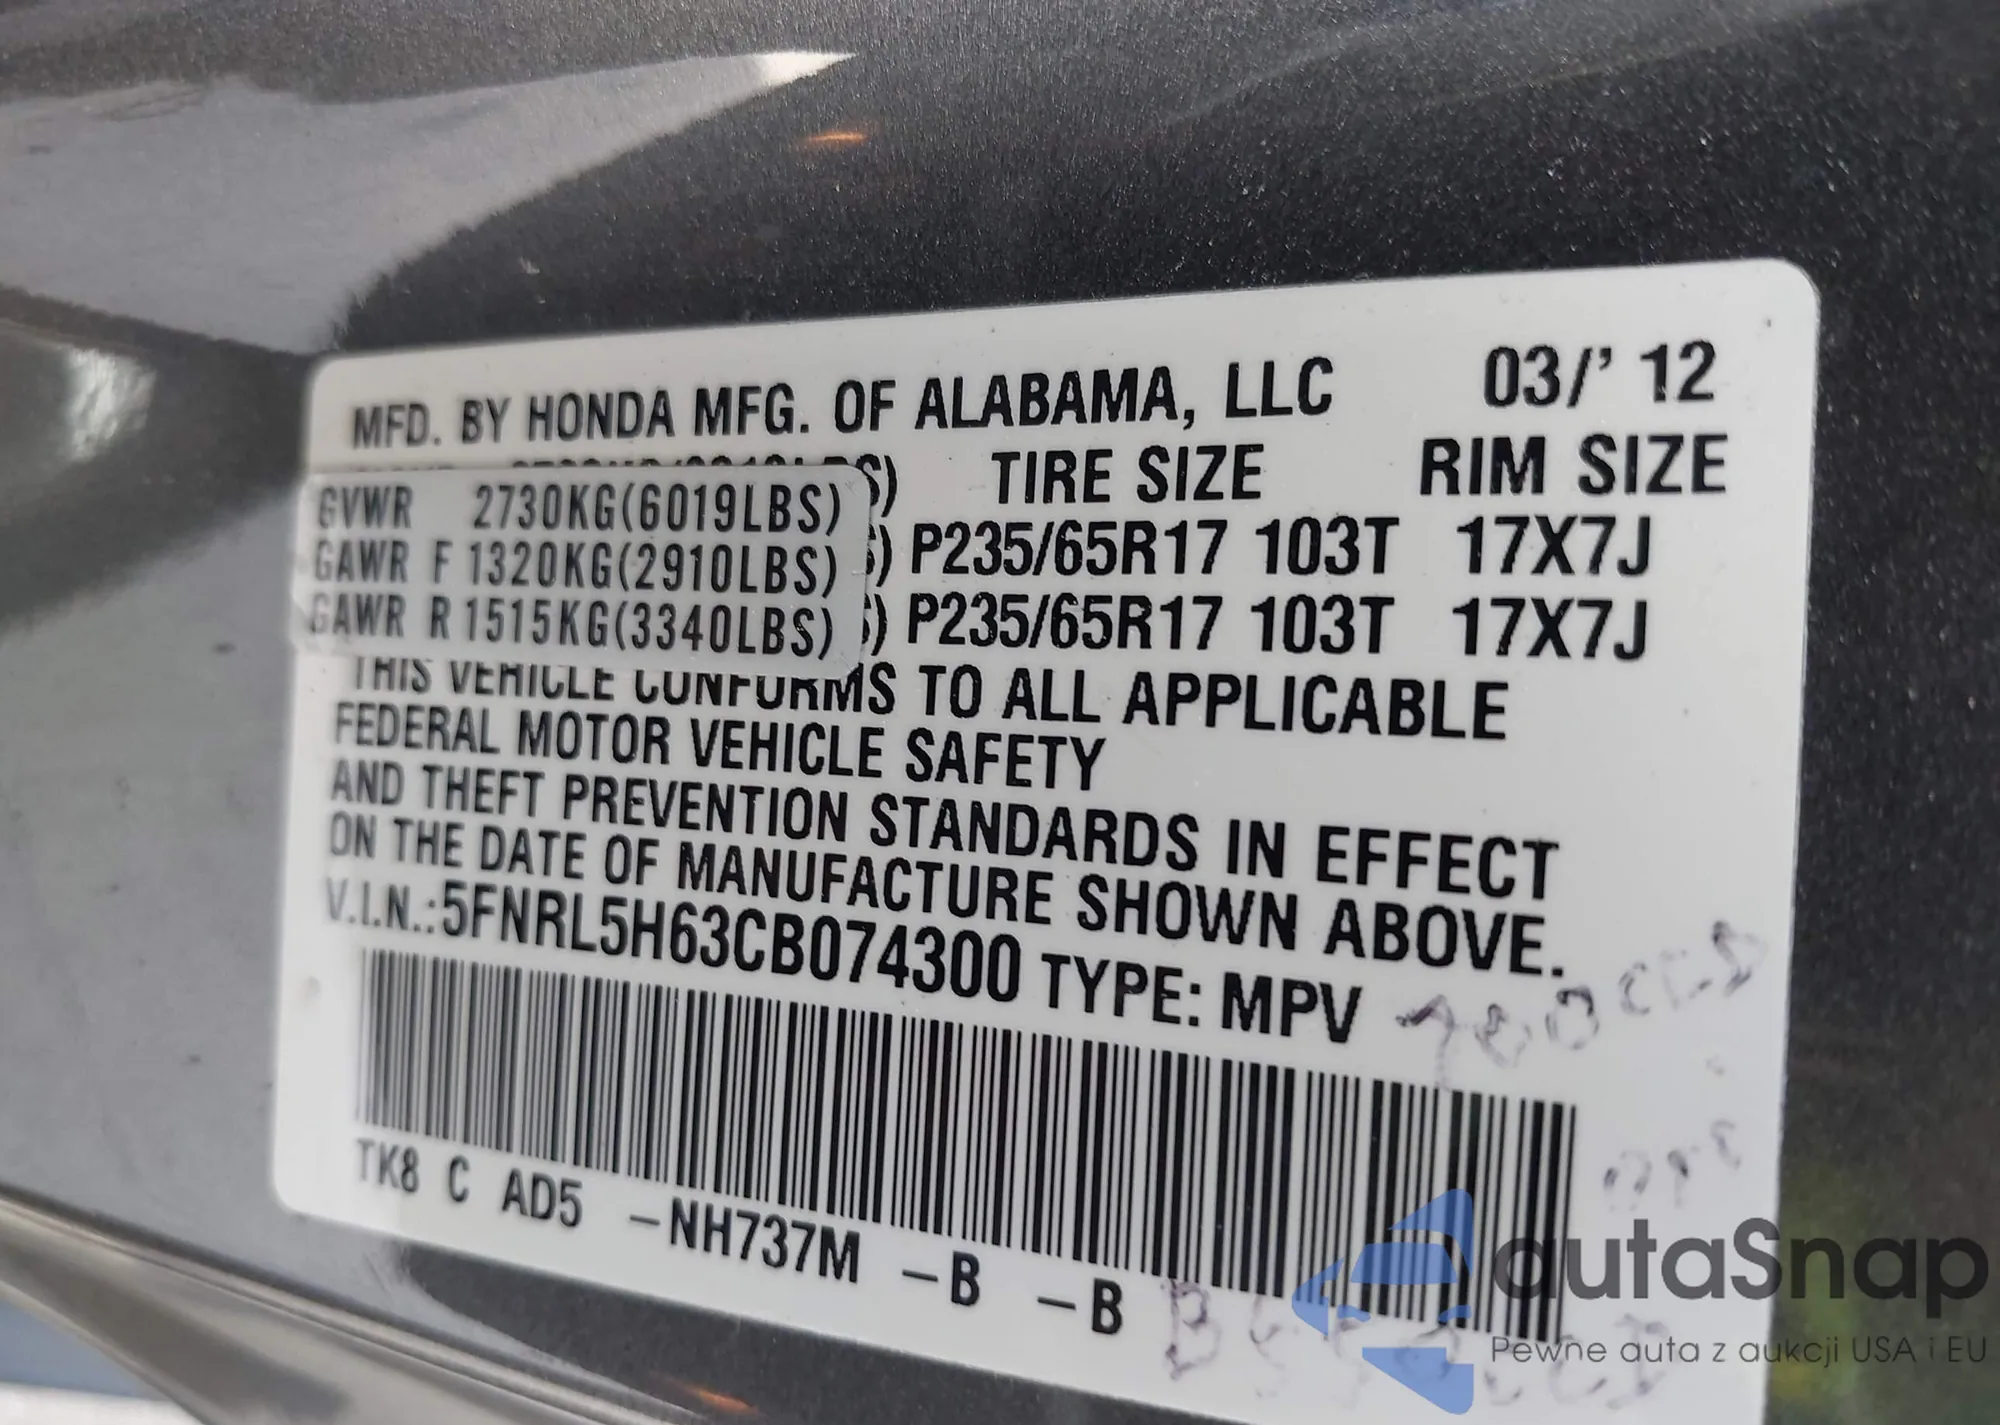 MFD. BY HONDA MFG. OF ALABAMA, LLC 03/' 12
TIRE SIZE RIM SIZE
GVWR 2730KG(6019LBS)
GAWR F 1320KG(2910LBS) P235/65R17 103T 17X7J
GAWR R 1515KG(3340LBS) P235/65R17 103T 17X7J
THIS VEHICLE CONFORMS TO ALL APPLICABLE
FEDERAL MOTOR VEHICLE SAFETY
AND THEFT PREVENTION STANDARDS IN EFFECT
ON THE DATE OF MANUFACTURE SHOWN ABOVE.
V.I.N.:5FNRL5H63CB074300 TYPE: MPV
TK8 C AD5 -NH737M -B -B
autaSnap
Pewne auta z aukcji USA i EU